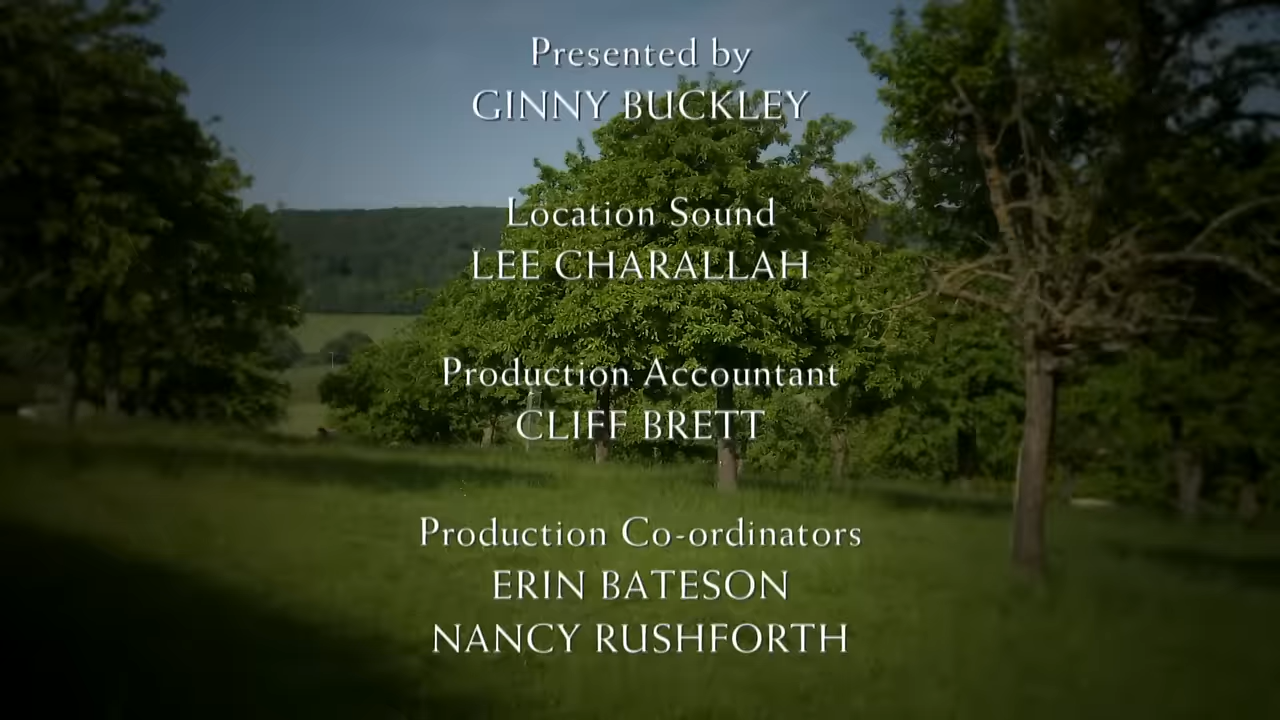 Presented by
GINNY BUCKLEY
Location Sound
LEE CHARALLAH
Production Accountant
CLIFF BRETT
Production Co-ordinators
ERIN BATESON
NANCY RUSHFORTH